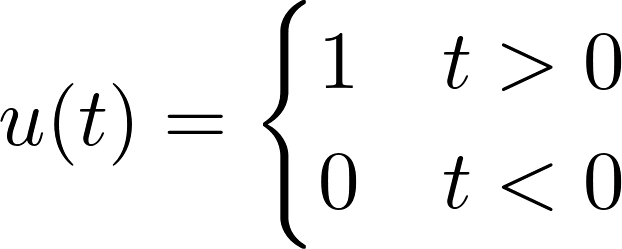 u(t) = { 1 t > 0
0 t < 0